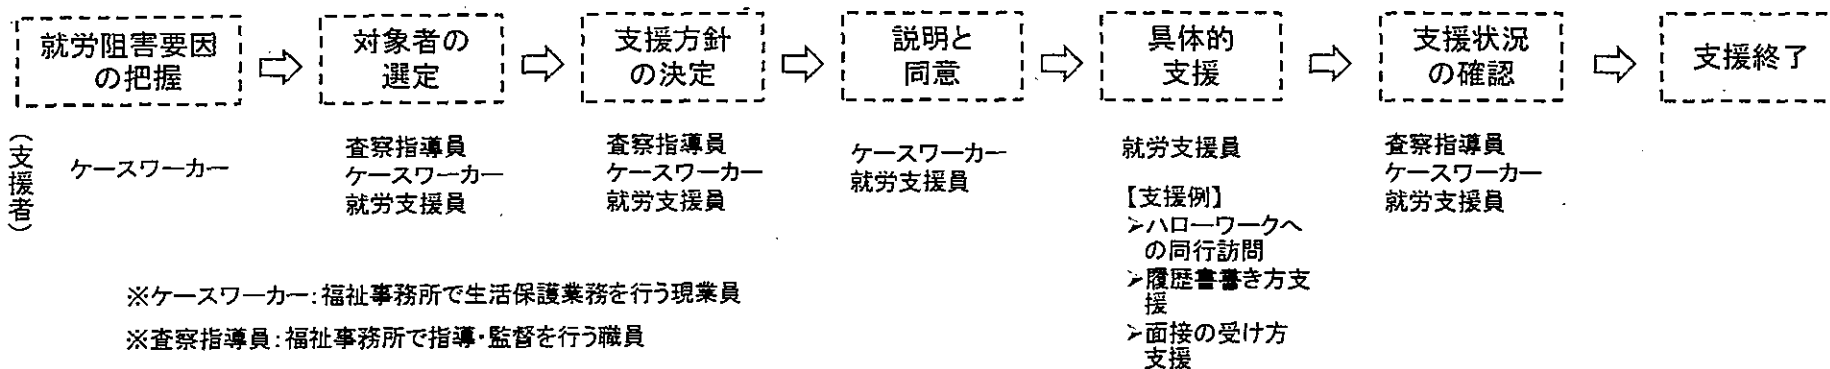 就労阻害要因
の把握
対象者の
選定
支援方針
の決定
説明と
同意
具体的
支援
支援状況
の確認
支援終了
(支援者)
ケースワーカー
査察指導員
ケースワーカー
就労支援員
査察指導員
ケースワーカー
就労支援員
ケースワーカー
就労支援員
就労支援員
【支援例】
➢ハローワークへ
の同行訪問
➢履歴書書き方支
援
➢面接の受け方
支援
査察指導員
ケースワーカー
就労支援員
※ケースワーカー:福祉事務所で生活保護業務を行う現業員
※査察指導員:福祉事務所で指導・監督を行う職員